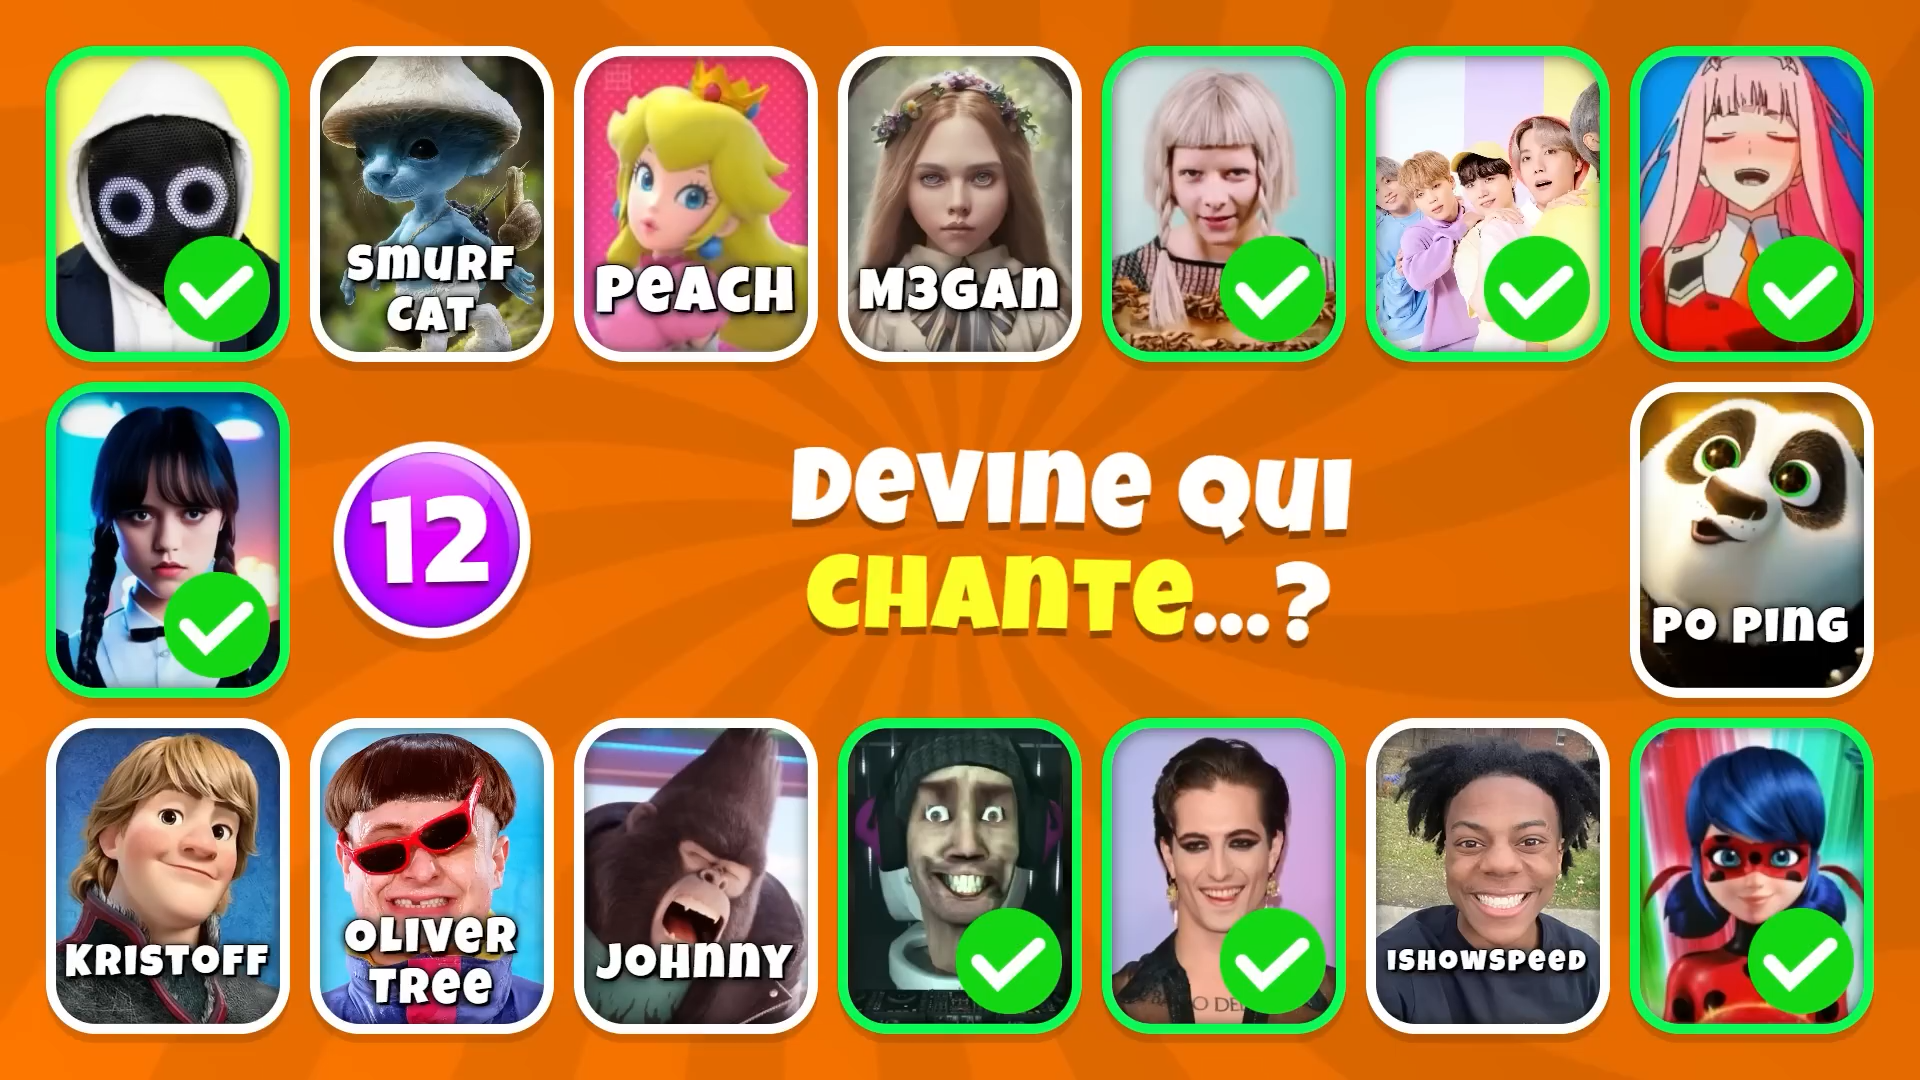 SMURF
CAT
PEACH
M3GAN
12
DEVINE QUI
CHANTE...?
PO PING
KRISTOFF
OLIVER
TREE
JOHNNY
ISHOWSPEED